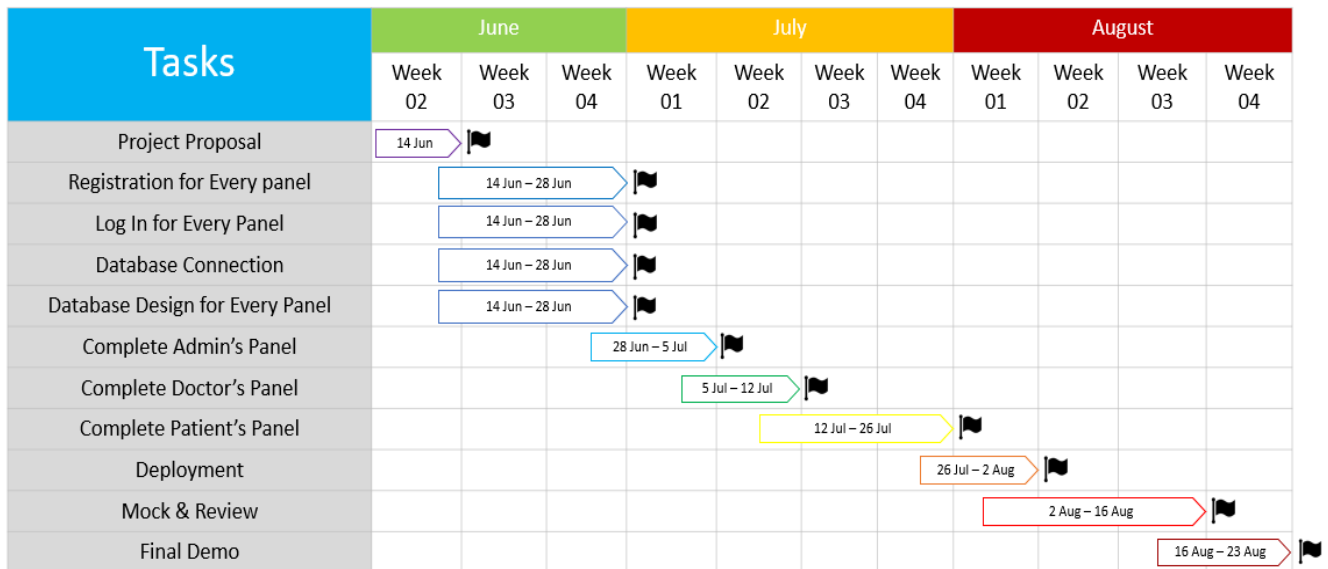 Tasks
June
July
August
Week 02
Week 03
Week 04
Week 01
Week 02
Week 03
Week 04
Week 01
Week 02
Week 03
Week 04
Project Proposal
14 Jun
Registration for Every panel
14 Jun – 28 Jun
Log In for Every Panel
14 Jun – 28 Jun
Database Connection
14 Jun – 28 Jun
Database Design for Every Panel
14 Jun – 28 Jun
Complete Admin’s Panel
28 Jun – 5 Jul
Complete Doctor’s Panel
5 Jul – 12 Jul
Complete Patient’s Panel
12 Jul – 26 Jul
Deployment
26 Jul – 2 Aug
Mock & Review
2 Aug – 16 Aug
Final Demo
16 Aug – 23 Aug